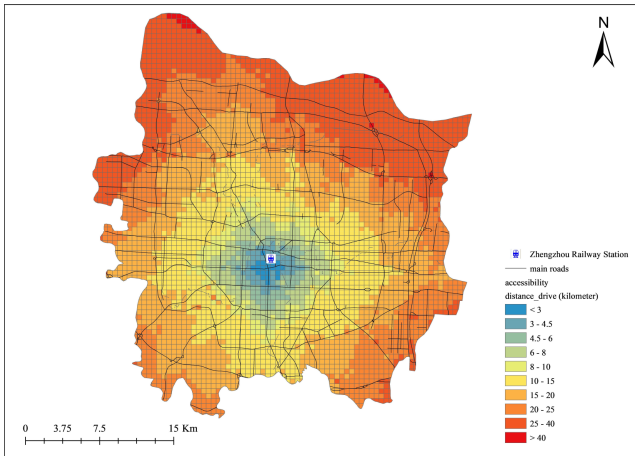 N
Zhengzhou Railway Station
main roads
accessibility
distance_drive (kilometer)
< 3
3 - 4.5
4.5 - 6
6 - 8
8 - 10
10 - 15
15 - 20
20 - 25
25 - 40
> 40
0 3.75 7.5 15 Km